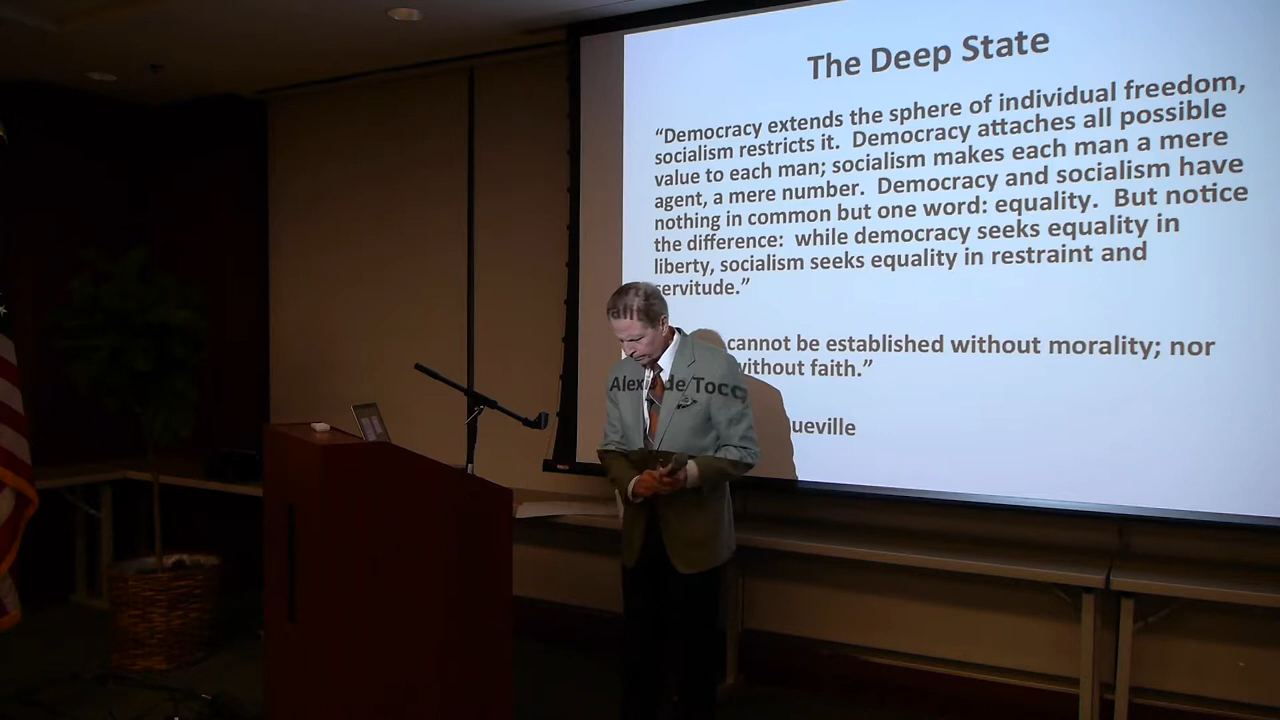 The Deep State
“Democracy extends the sphere of individual freedom,
socialism restricts it. Democracy attaches all possible
value to each man; socialism makes each man a mere
agent, a mere number. Democracy and socialism have
nothing in common but one word: equality. But notice
the difference: while democracy seeks equality in
liberty, socialism seeks equality in restraint and
servitude.”
cannot be established without morality; nor
without faith.”
Alexis de Tocqueville